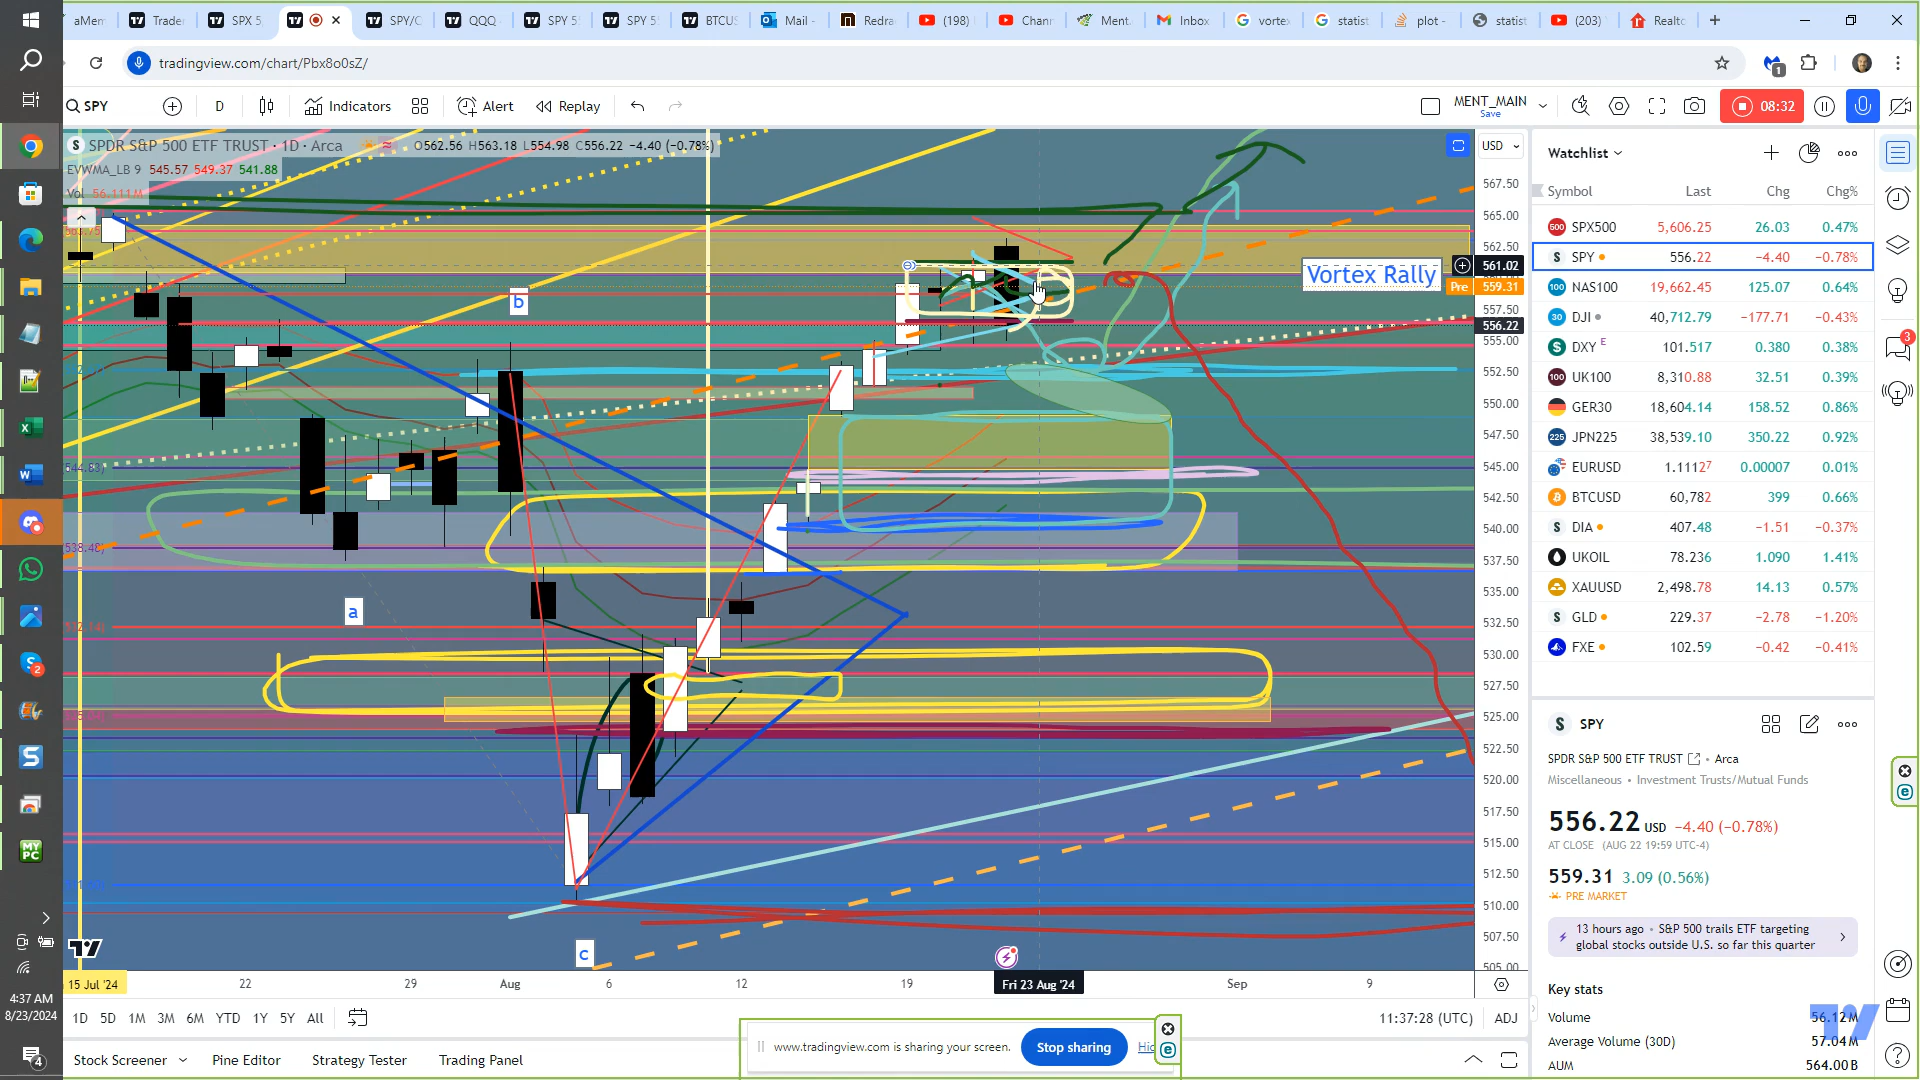 aMem
Trader
SPX 5
SPY/C
QQQ -
SPY 5
SPY 5
BTCUS
Mail -
Redra
(198)
Chann
Ment.
Inbox
vortex
statist
plot -
statist
(203)
Realto
tradingview.com/chart/Pbx8o0sZ/
SPY
D
Indicators
Alert
Replay
MENT_MAIN
Save
08:32
SPDR S&P 500 ETF TRUST · 1D · Arca
O562.56 H563.18 L554.98 C556.22 −4.40 (−0.78%)
EVWMA_LB 9 545.57 549.37 541.88
Vol 56.111M
USD
567.50
565.00
562.50
561.02
Pre 559.31
557.50
556.22
555.00
552.50
550.00
547.50
545.00
542.50
540.00
537.50
535.00
532.50
530.00
527.50
525.00
522.50
520.00
517.50
515.00
512.50
510.00
507.50
505.00
Vortex Rally
b
a
c
15 Jul '24
22
29
Aug
6
12
19
Fri 23 Aug '24
Sep
9
1D 5D 1M 3M 6M YTD 1Y 5Y All
11:37:28 (UTC)
ADJ
Stock Screener
Pine Editor
Strategy Tester
Trading Panel
www.tradingview.com is sharing your screen.
Stop sharing
4:37 AM
8/23/2024
Watchlist
Symbol Last Chg Chg%
SPX500 5,606.25 26.03 0.47%
SPY 556.22 −4.40 −0.78%
NAS100 19,662.45 125.07 0.64%
DJI 40,712.79 −177.71 −0.43%
DXY E 101.517 0.380 0.38%
UK100 8,310.88 32.51 0.39%
GER30 18,604.14 158.52 0.86%
JPN225 38,539.10 350.22 0.92%
EURUSD 1.11127 0.00007 0.01%
BTCUSD 60,782 399 0.66%
DIA 407.48 −1.51 −0.37%
UKOIL 78.236 1.090 1.41%
XAUUSD 2,498.78 14.13 0.57%
GLD 229.37 −2.78 −1.20%
FXE 102.59 −0.42 −0.41%
SPY
SPDR S&P 500 ETF TRUST · Arca
Miscellaneous · Investment Trusts/Mutual Funds
556.22 USD −4.40 (−0.78%)
AT CLOSE (AUG 22 19:59 UTC-4)
559.31 3.09 (0.56%)
PRE MARKET
13 hours ago · S&P 500 trails ETF targeting
global stocks outside U.S. so far this quarter
Key stats
Volume 56.12M
Average Volume (30D) 57.04M
AUM 564.00B